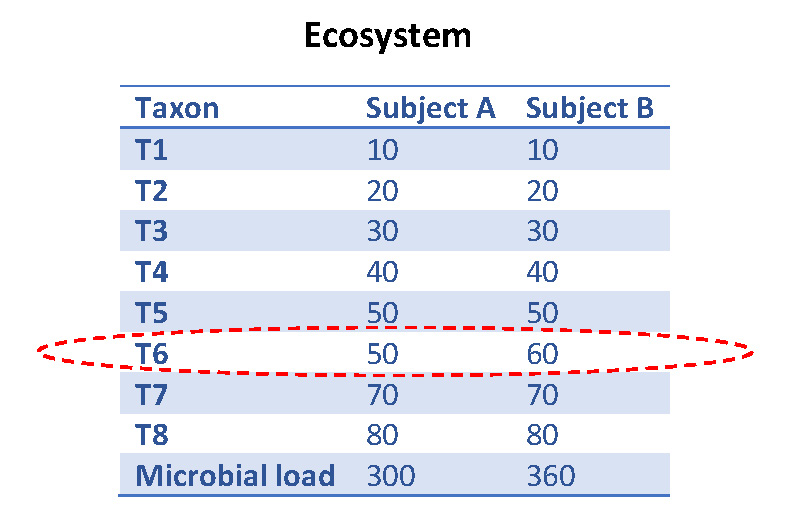 Ecosystem
Taxon Subject A Subject B
T1 10 10
T2 20 20
T3 30 30
T4 40 40
T5 50 50
T6 50 60
T7 70 70
T8 80 80
Microbial load 300 360